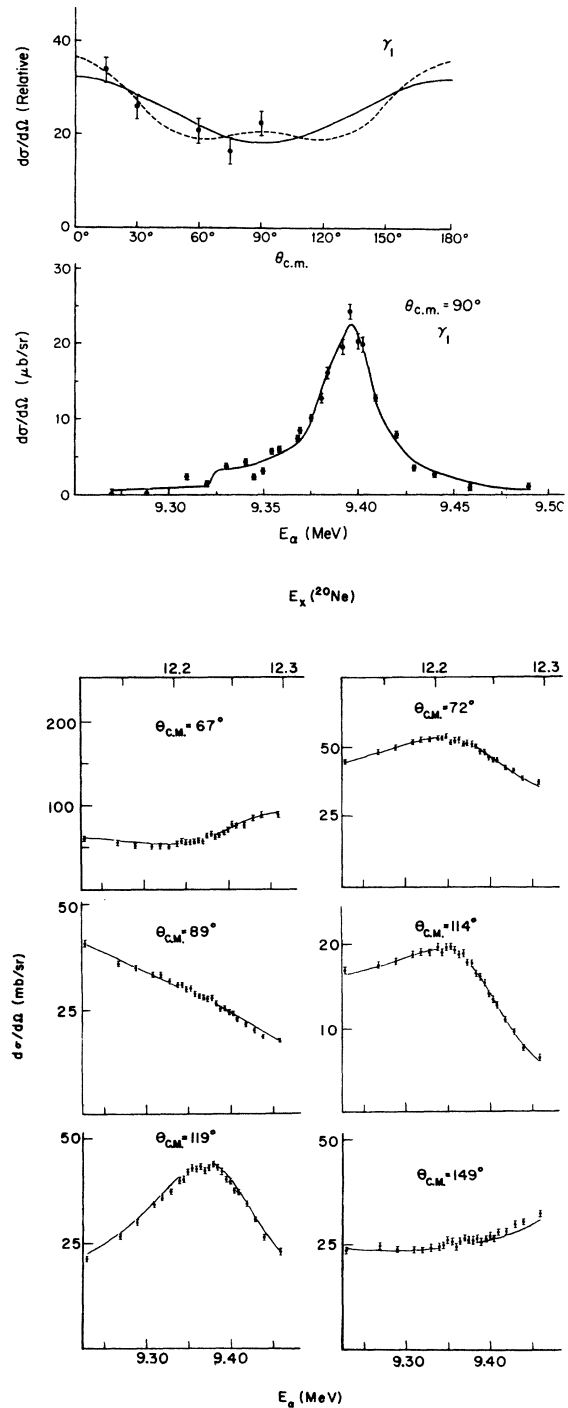 40
20
0
dσ/dΩ (Relative)
γ₁
0° 30° 60° 90° 120° 150° 180°
θc.m.
30
20
10
0
dσ/dΩ (μb/sr)
θc.m. = 90°
γ₁
9.30 9.35 9.40 9.45 9.50
Eα (MeV)
Ex (²⁰Ne)
12.2 12.3 12.2 12.3
200
100
θC.M. = 67°
50
25
θC.M. = 72°
50
25
θC.M. = 89°
20
10
θC.M. = 114°
dσ/dΩ (mb/sr)
50
25
θC.M. = 119°
50
25
θC.M. = 149°
9.30 9.40 9.30 9.40
Eα (MeV)